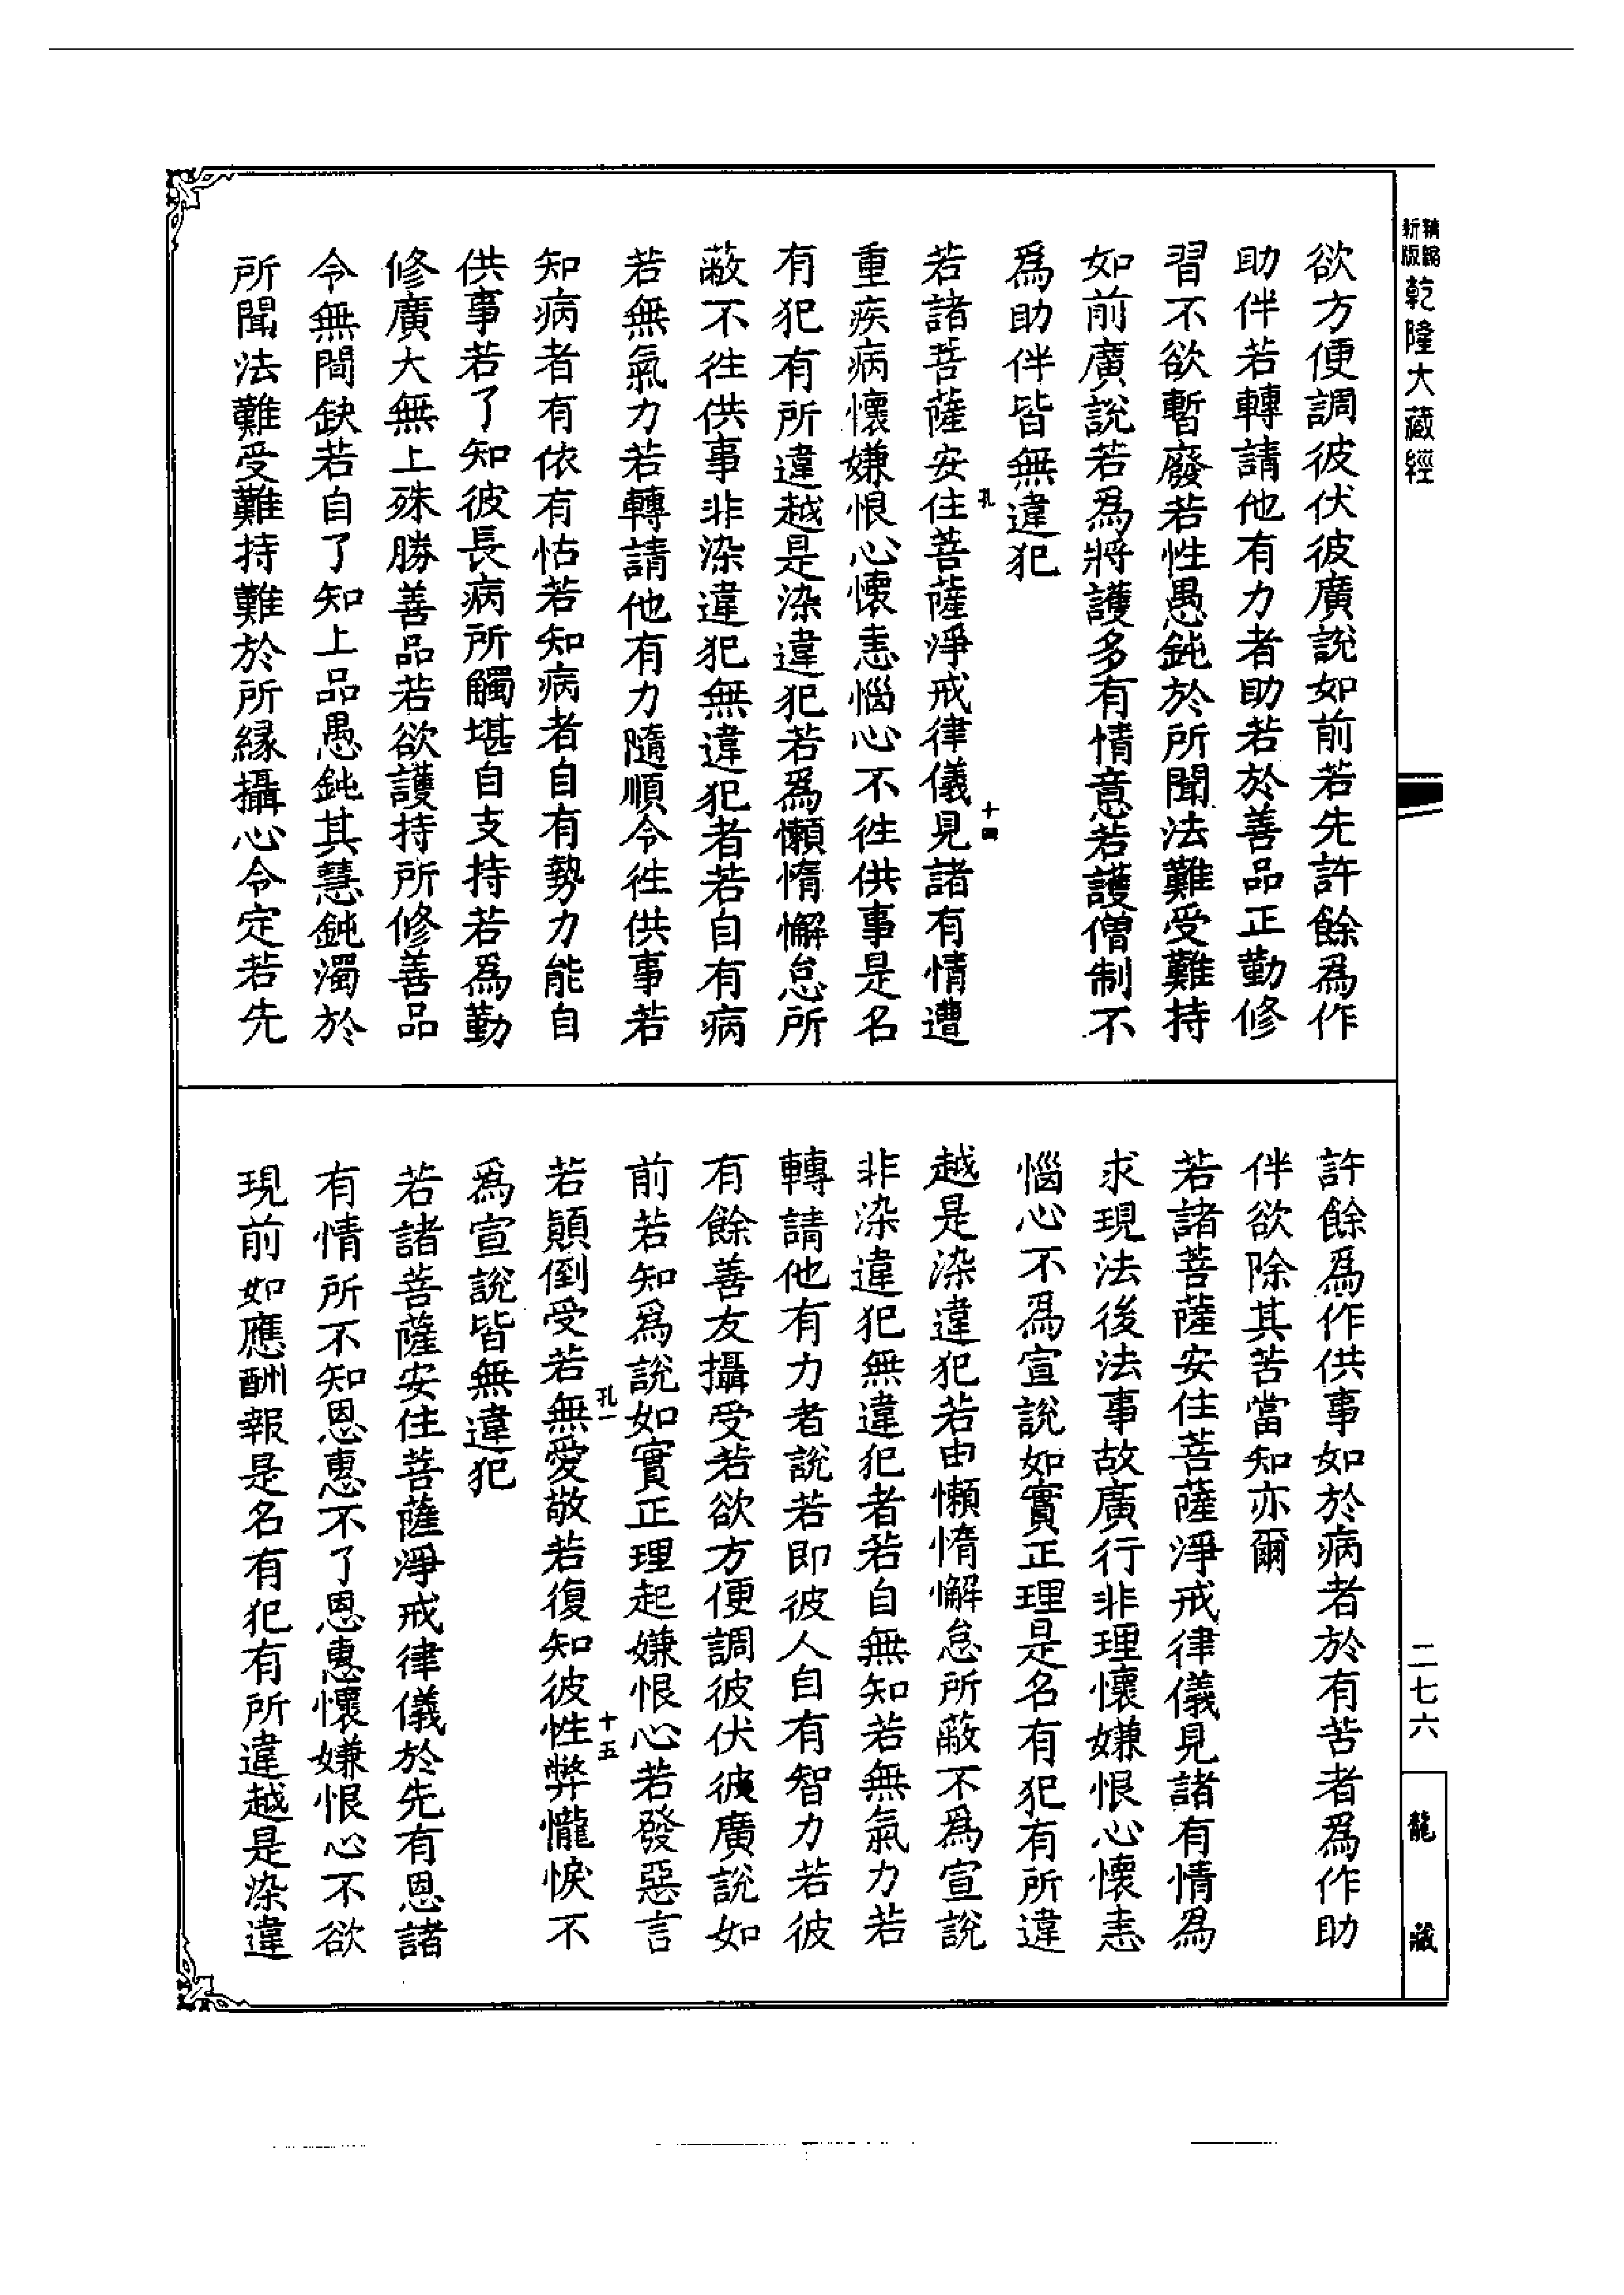 新編縮版
乾隆大藏經
欲方便調彼伏彼廣說如前若先許餘為作
助伴若轉請他有力者助若於善品正勤修
習不欲暫廢若性愚鈍於所聞法難受難持
如前廣說若為將護多有情意若護僧制不
為助伴皆無違犯
孔
十四
若諸菩薩安住菩薩淨戒律儀見諸有情遭
重疾病懷嫌恨心懷恚惱心不往供事是名
有犯有所違越是染違犯若為懶惰懈怠所
蔽不往供事非染違犯無違犯者若自有病
若無氣力若轉請他有力隨順令往供事若
知病者有依有怙若知病者自有勢力能自
供事若了知彼長病所觸堪自支持若為勤
修廣大無上殊勝善品若欲護持所修善品
令無間缺若自了知上品愚鈍其慧鈍濁於
所聞法難受難持難於所緣攝心令定若先
許餘為作供事如於病者於有苦者為作助
伴欲除其苦當知亦爾
若諸菩薩安住菩薩淨戒律儀見諸有情為
求現法後法事故廣行非理懷嫌恨心懷恚
惱心不為宣說如實正理是名有犯有所違
越是染違犯若由懶惰懈怠所蔽不為宣說
非染違犯無違犯者若自無知若無氣力若
轉請他有力者說若即彼人自有智力若彼
有餘善友攝受若欲方便調彼伏彼廣說如
前若知為說如實正理起嫌恨心若發惡言
孔一
十五
若顛倒受若無愛敬若復知彼性弊𢤱悷不
為宣說皆無違犯
若諸菩薩安住菩薩淨戒律儀於先有恩諸
有情所不知恩惠不了恩惠懷嫌恨心不欲
現前如應酬報是名有犯有所違越是染違
二七六
龍藏